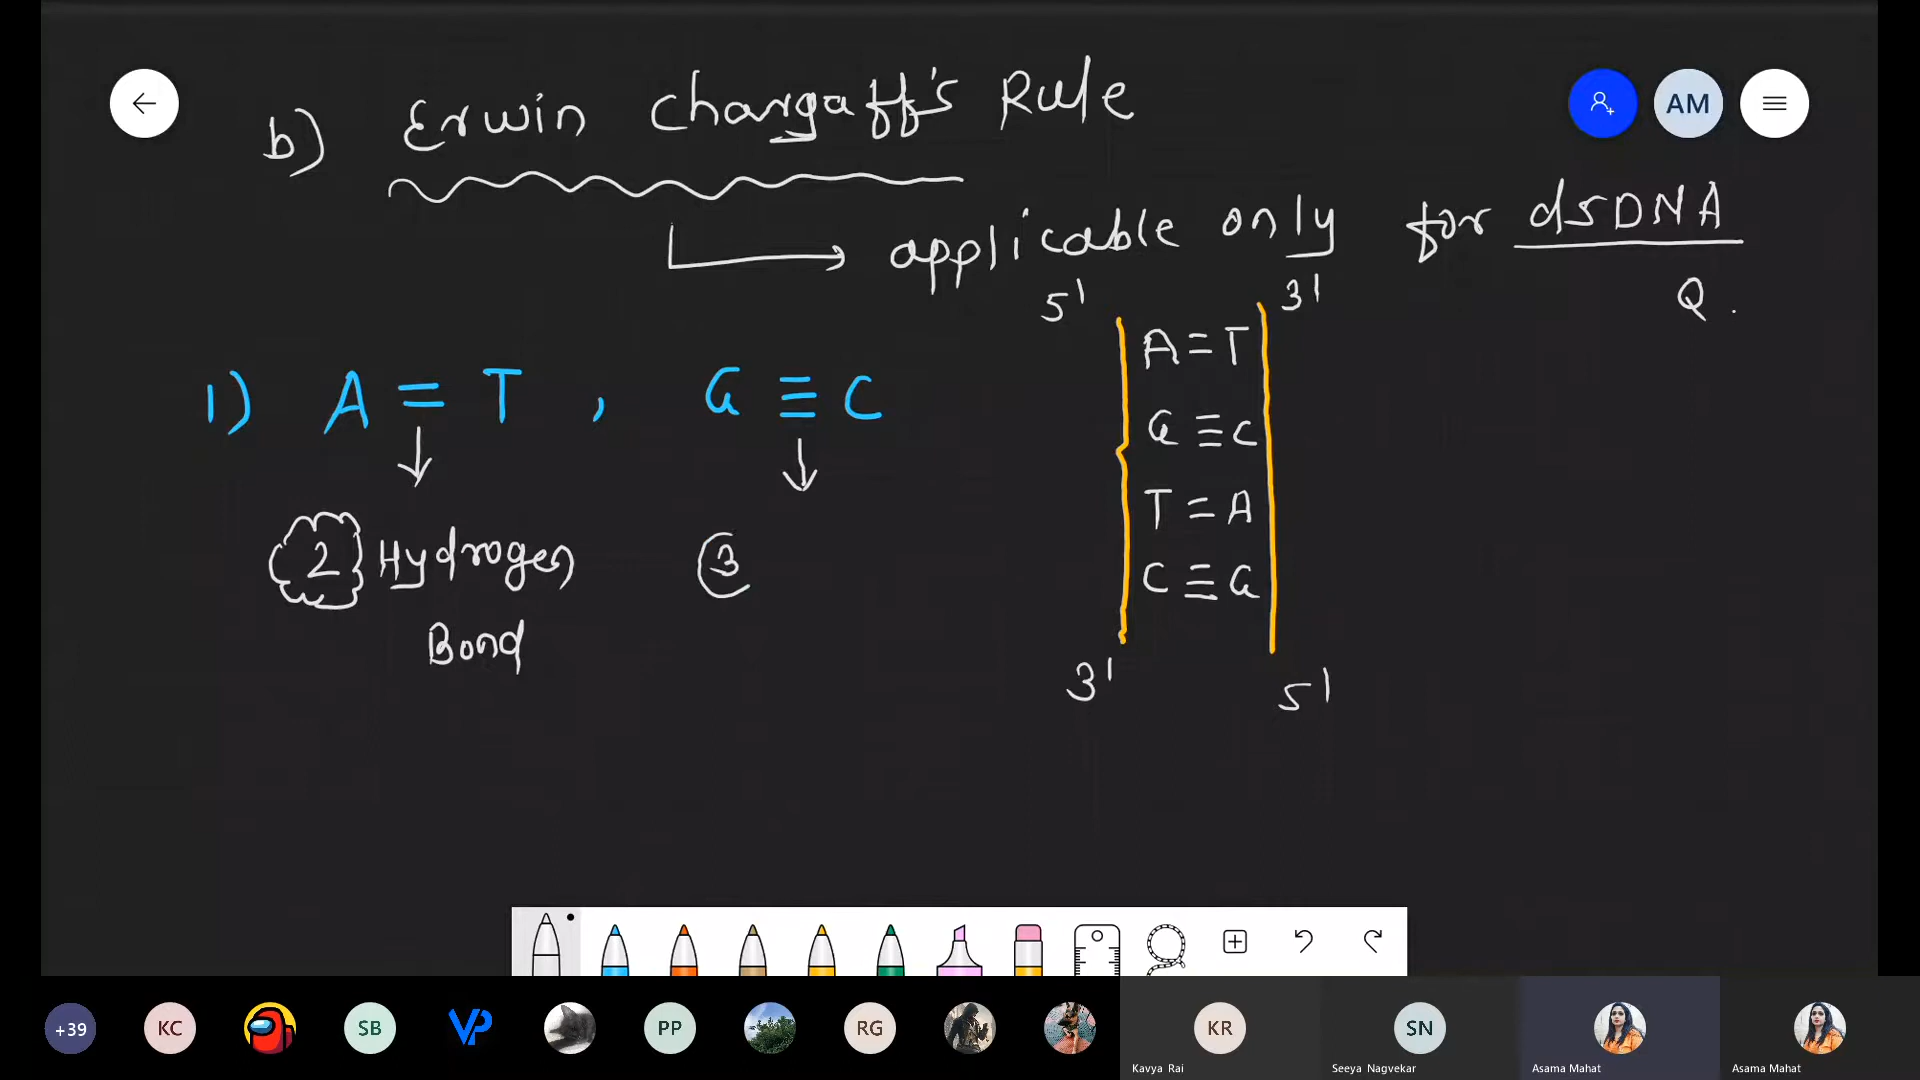 b) Erwin Chargaff's Rule
AM
applicable only for dsDNA
Q.
5' 3'
1) A = T , G ≡ C
A = T
G ≡ C
T = A
C ≡ G
2 Hydrogen Bond
3
3' 5'
+39 KC SB VP PP RG KR SN
Kavya Rai Seeya Nagvekar Asama Mahat Asama Mahat